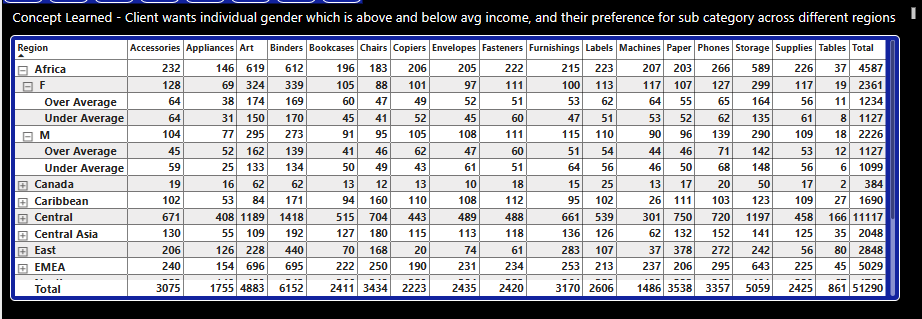 Concept Learned - Client wants individual gender which is above and below avg income, and their preference for sub category across different regions
Region Accessories Appliances Art Binders Bookcases Chairs Copiers Envelopes Fasteners Furnishings Labels Machines Paper Phones Storage Supplies Tables Total
Africa 232 146 619 612 196 183 206 205 222 215 223 207 203 266 589 226 37 4587
F 128 69 324 339 105 88 101 97 111 100 113 117 107 127 299 117 19 2361
Over Average 64 38 174 169 60 47 49 52 51 53 62 64 55 65 164 56 11 1234
Under Average 64 31 150 170 45 41 52 45 60 47 51 53 52 62 135 61 8 1127
M 104 77 295 273 91 95 105 108 111 115 110 90 96 139 290 109 18 2226
Over Average 45 52 162 139 41 46 62 47 60 51 54 44 46 71 142 53 12 1127
Under Average 59 25 133 134 50 49 43 61 51 64 56 46 50 68 148 56 6 1099
Canada 19 16 62 62 13 12 13 10 18 15 25 13 17 20 50 17 2 384
Caribbean 102 53 84 171 94 160 110 108 112 95 102 26 111 103 123 109 27 1690
Central 671 408 1189 1418 515 704 443 489 488 661 539 301 750 720 1197 458 166 11117
Central Asia 130 55 109 192 127 180 115 113 118 136 126 62 132 152 141 125 35 2048
East 206 126 228 440 70 168 20 74 61 283 107 37 378 272 242 56 80 2848
EMEA 240 154 696 695 222 250 190 231 234 253 213 237 206 295 643 225 45 5029
Total 3075 1755 4883 6152 2411 3434 2223 2435 2420 3170 2606 1486 3538 3357 5059 2425 861 51290